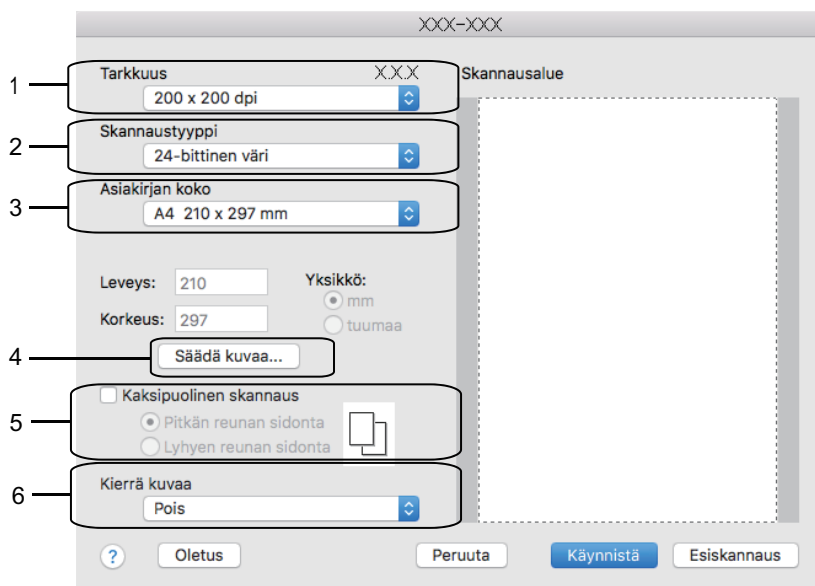 XXX-XXX
Tarkkuus X.X.X Skannausalue
1
200 x 200 dpi
Skannaustyyppi
2
24-bittinen väri
Asiakirjan koko
3
A4 210 x 297 mm
Leveys: 210 Yksikkö:
mm
Korkeus: 297
tuumaa
4 Säädä kuvaa...
Kaksipuolinen skannaus
5 Pitkän reunan sidonta
Lyhyen reunan sidonta
Kierrä kuvaa
6
Pois
? Oletus Peruuta Käynnistä Esiskannaus